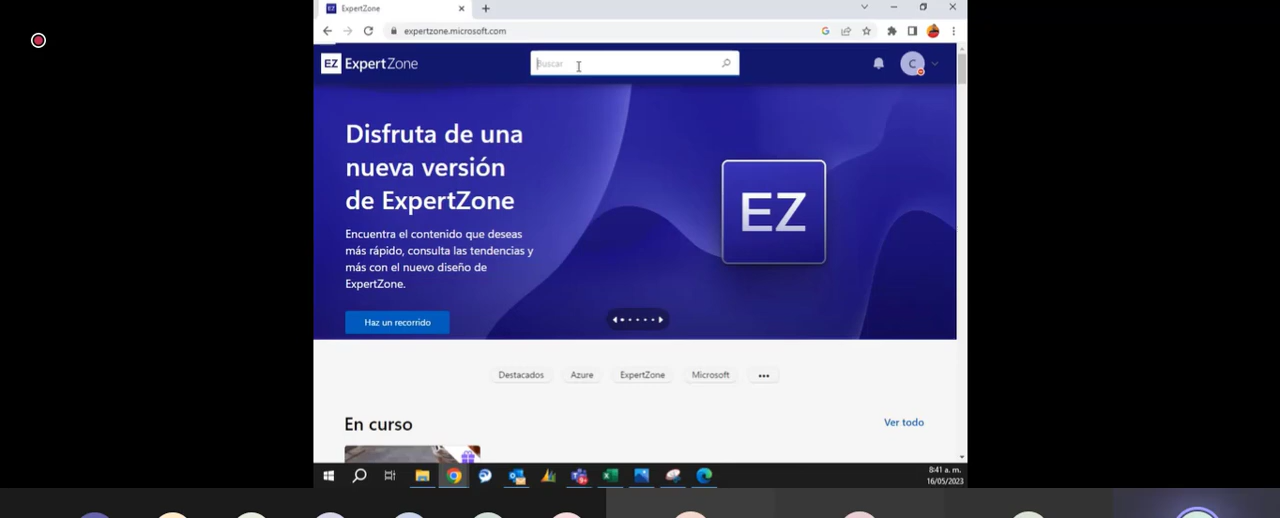 EZ ExpertZone
expertzone.microsoft.com
EZ ExpertZone
Buscar
C
Disfruta de una
nueva versión
de ExpertZone
EZ
Encuentra el contenido que deseas
más rápido, consulta las tendencias y
más con el nuevo diseño de
ExpertZone.
Haz un recorrido
Destacados Azure ExpertZone Microsoft •••
En curso
Ver todo
8:41 a. m.
16/05/2023